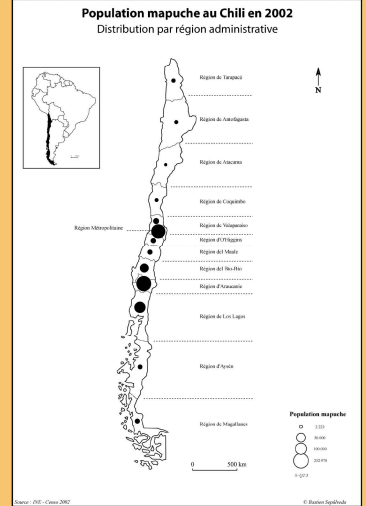 Population mapuche au Chili en 2002
Distribution par région administrative
N
Région de Tarapacá
Région de Antofagasta
Région de Atacama
Région de Coquimbo
Région de Valaparaiso
Région Métropolitaine
Région d'O'Higgins
Région del Maule
Région del Bio-Bio
Région d'Araucanie
Région de Los Lagos
Région d'Aysén
Région de Magallanes
Population mapuche
50.000
100.000
0 500 km
Source : INE - Censo 2002
© Bastien Sepúlveda